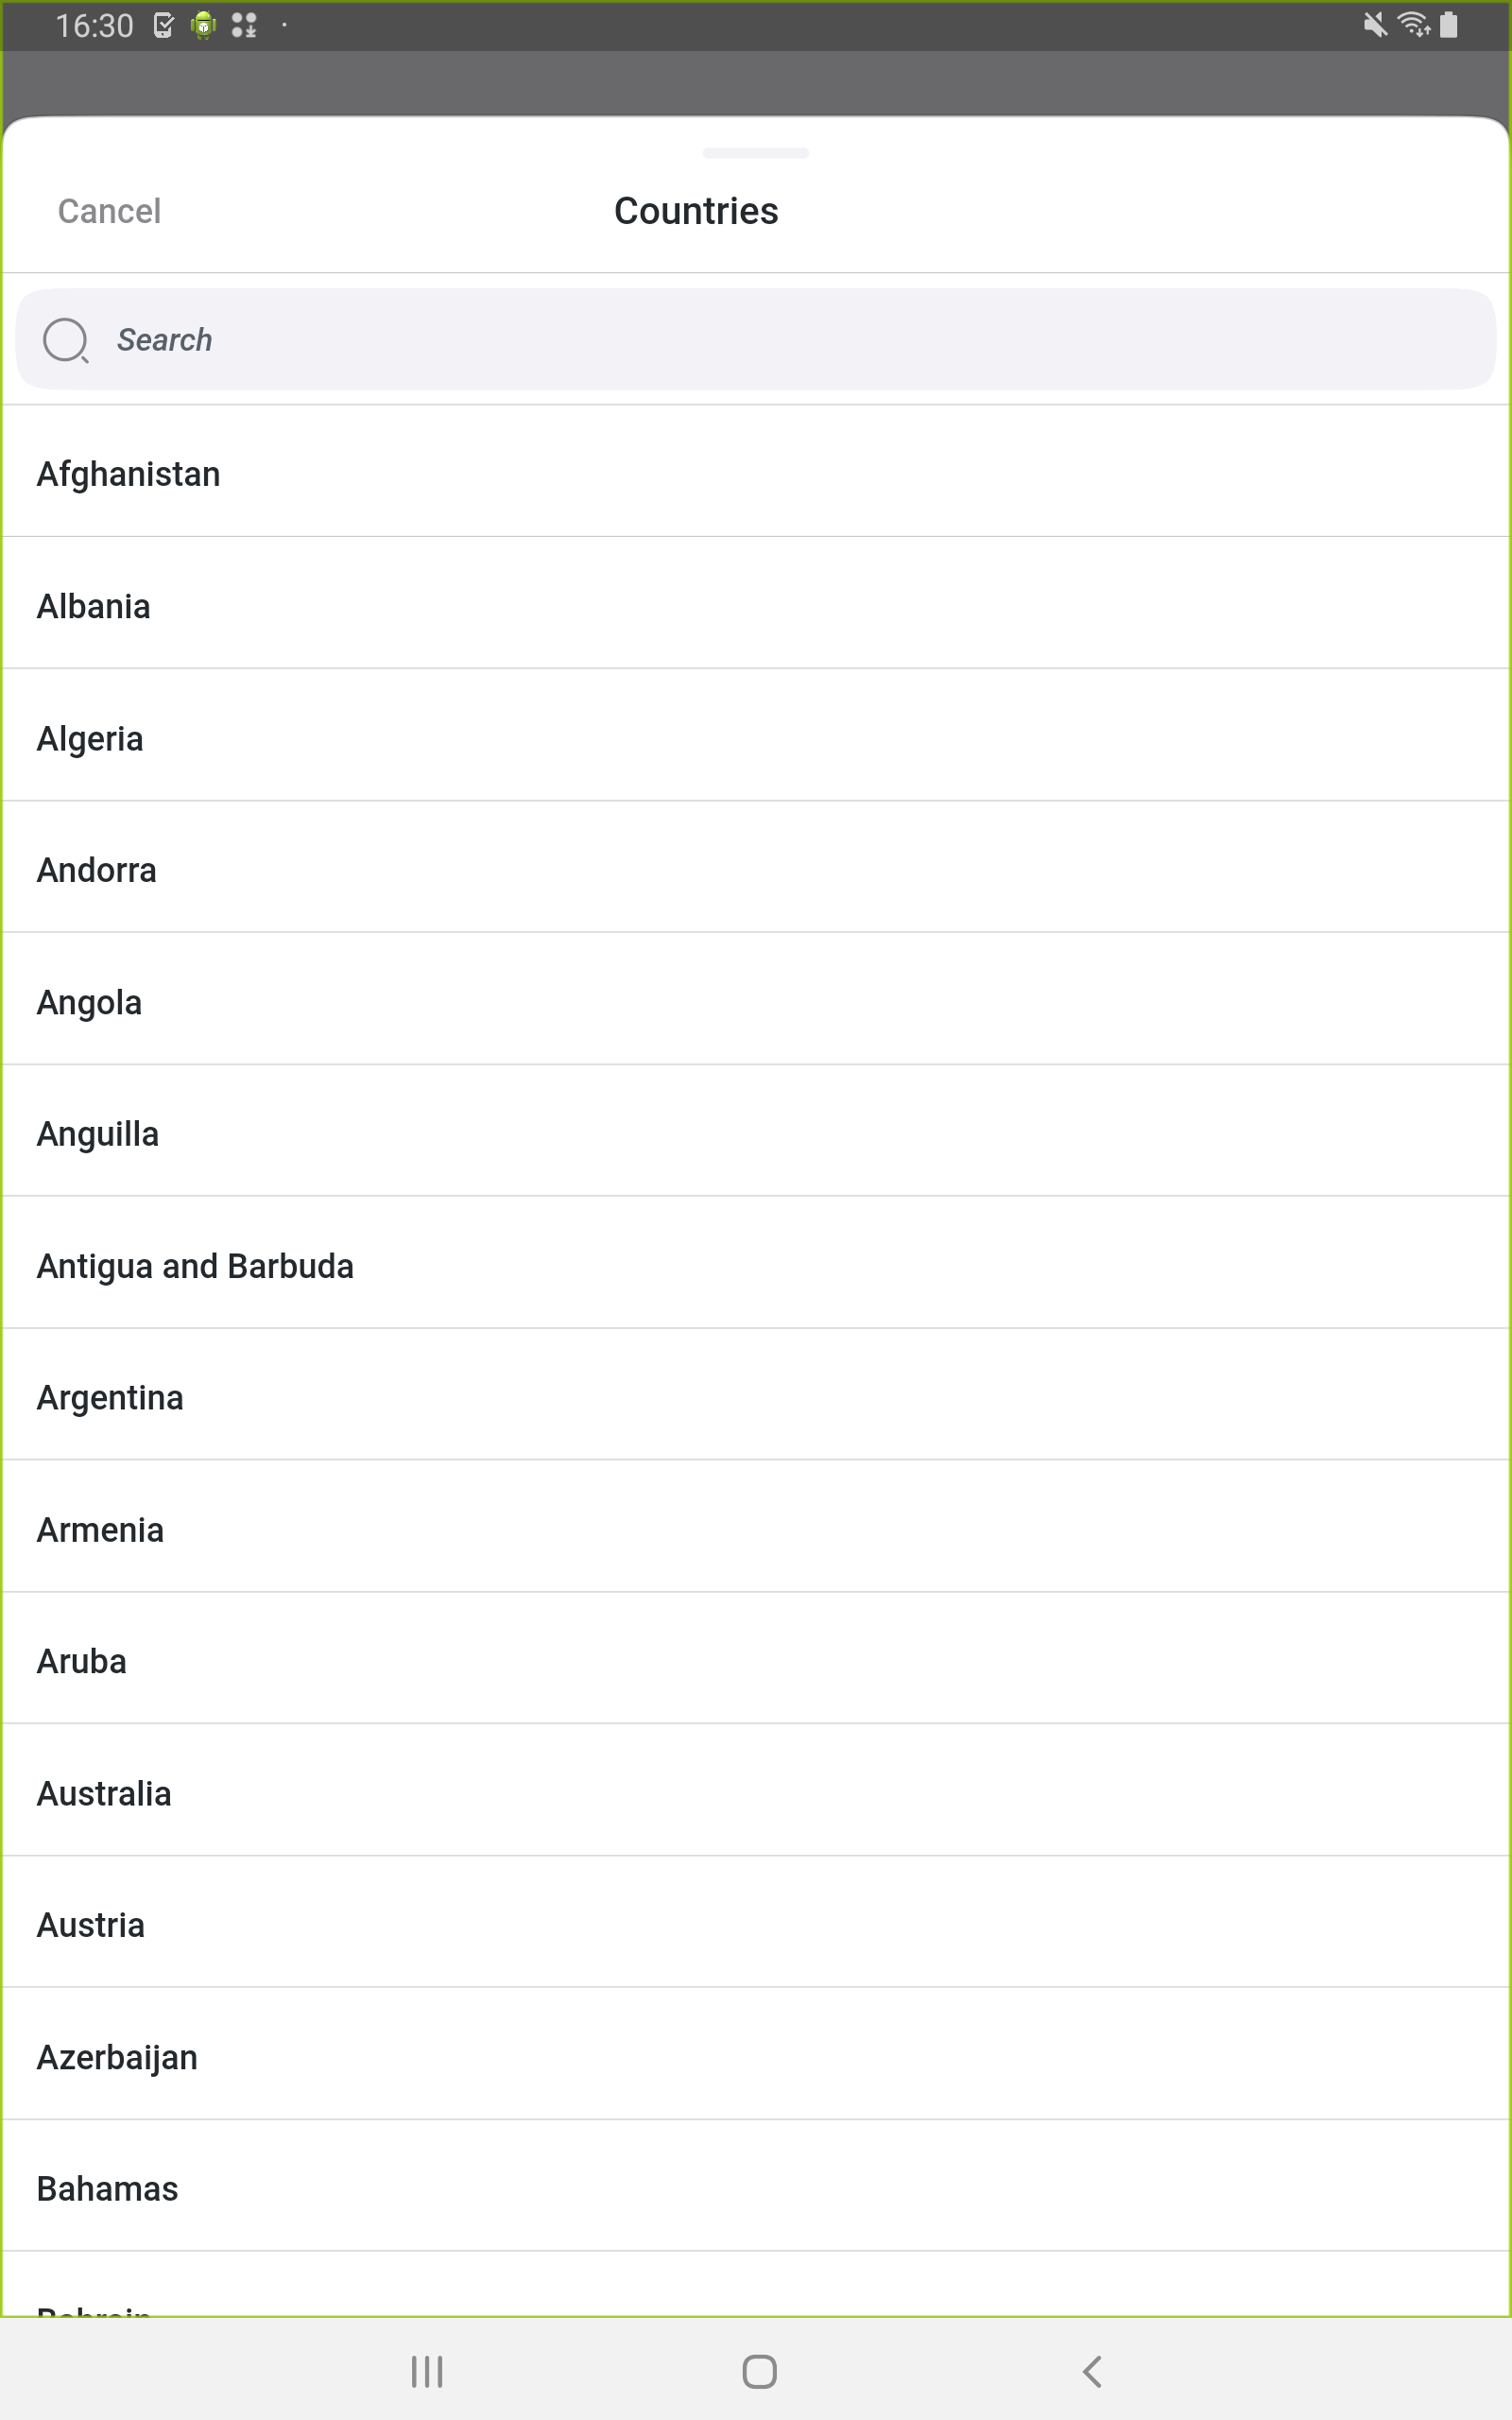 16:30
Cancel
Countries
Search
Afghanistan
Albania
Algeria
Andorra
Angola
Anguilla
Antigua and Barbuda
Argentina
Armenia
Aruba
Australia
Austria
Azerbaijan
Bahamas
Bahrain